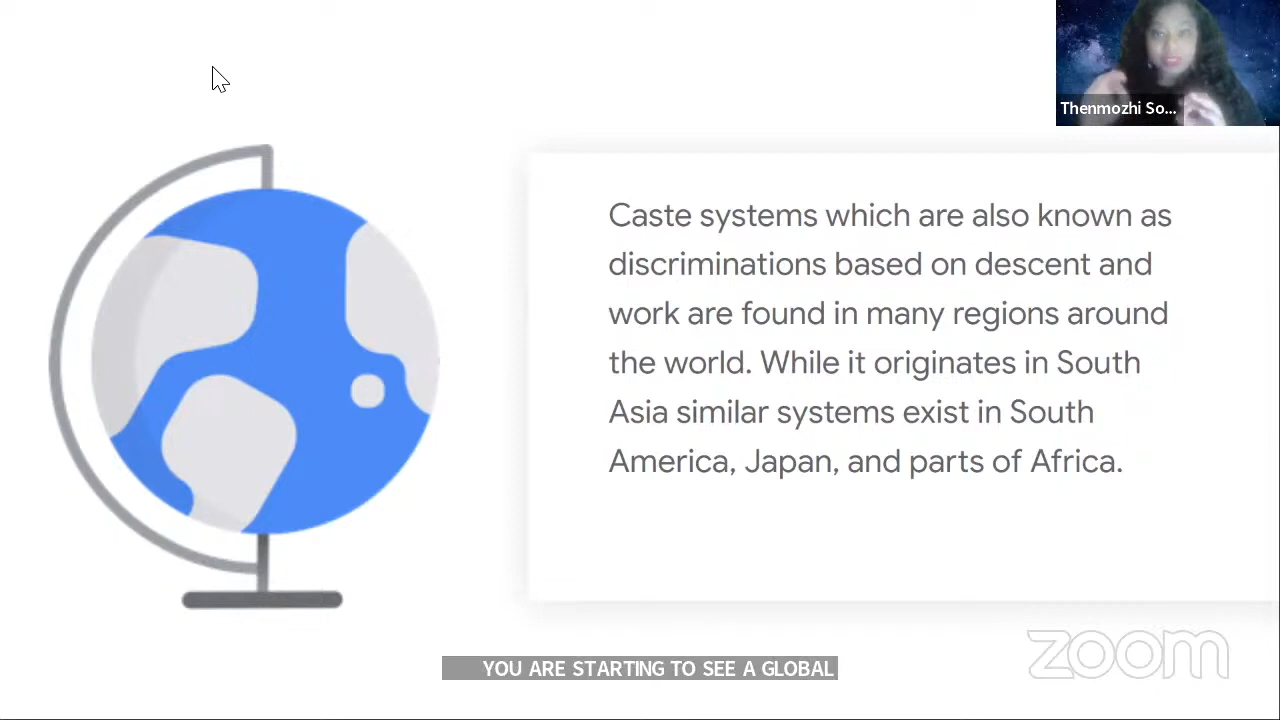 Thenmozhi So...
Caste systems which are also known as
discriminations based on descent and
work are found in many regions around
the world. While it originates in South
Asia similar systems exist in South
America, Japan, and parts of Africa.
zoom
YOU ARE STARTING TO SEE A GLOBAL